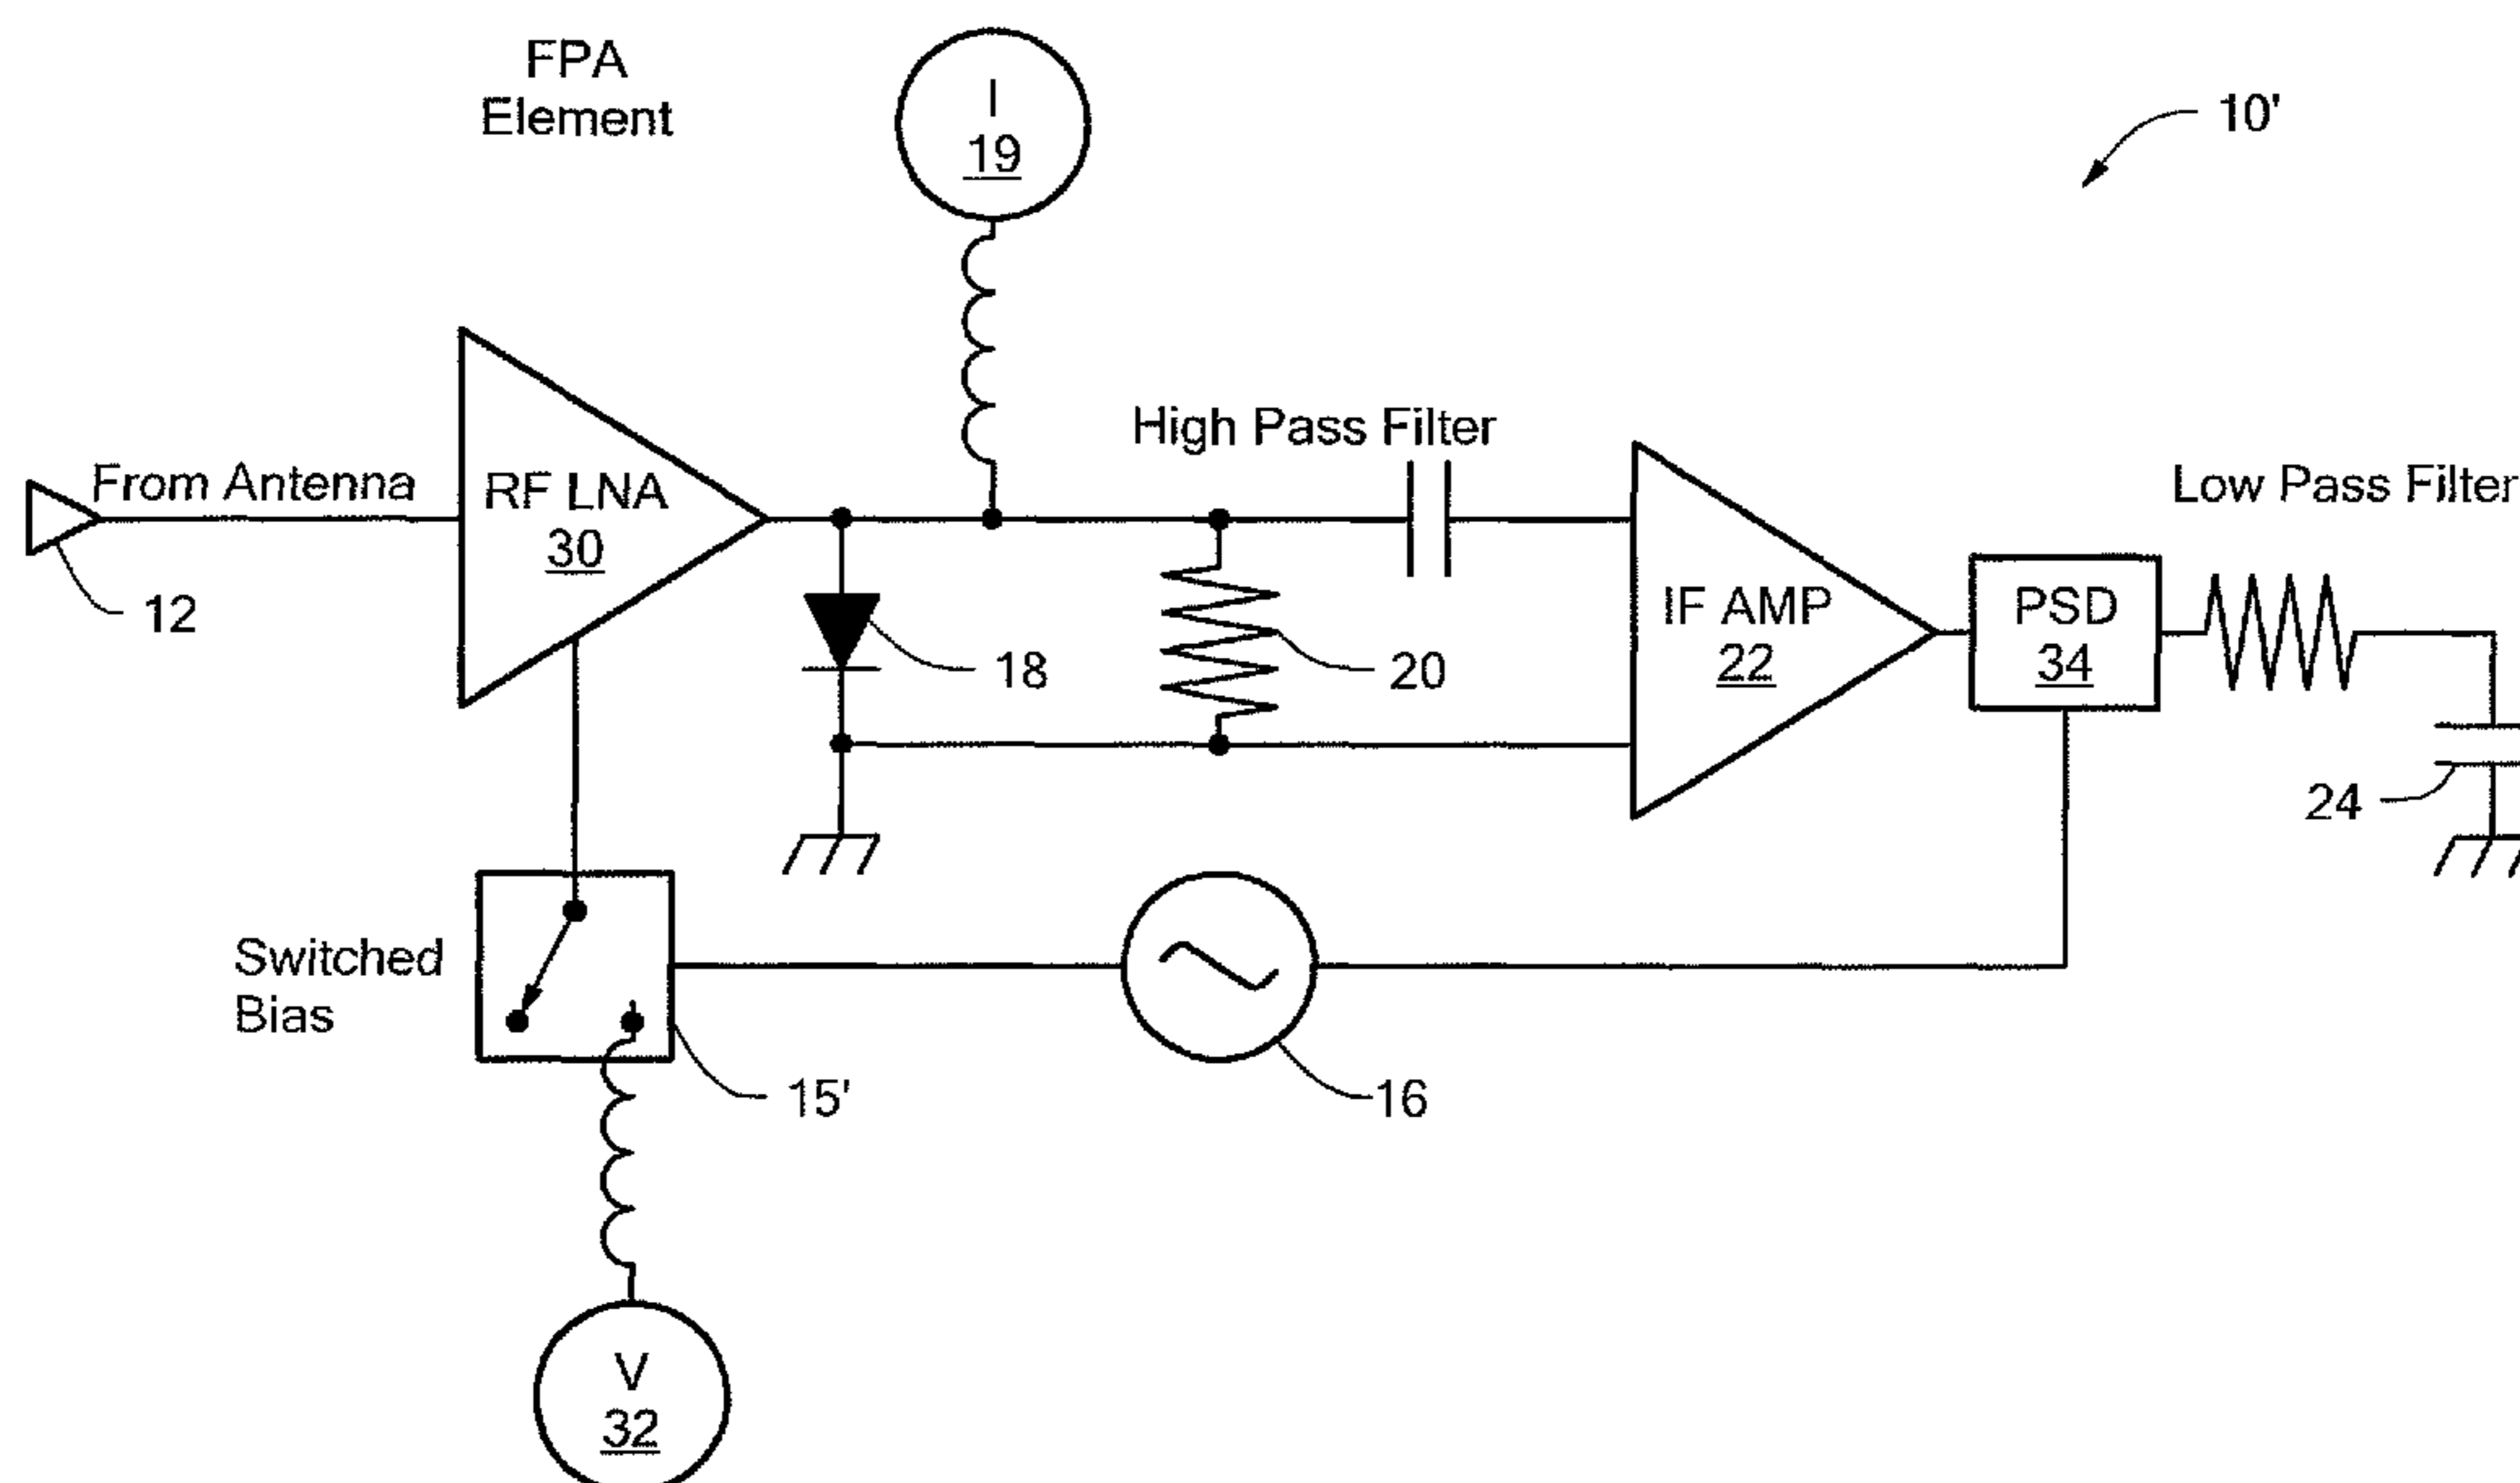 FPA
Element
I
19
10'
High Pass Filter
From Antenna
RF LNA
30
Low Pass Filter
12
18
20
IF AMP
22
PSD
34
24
Switched
Bias
15'
16
V
32